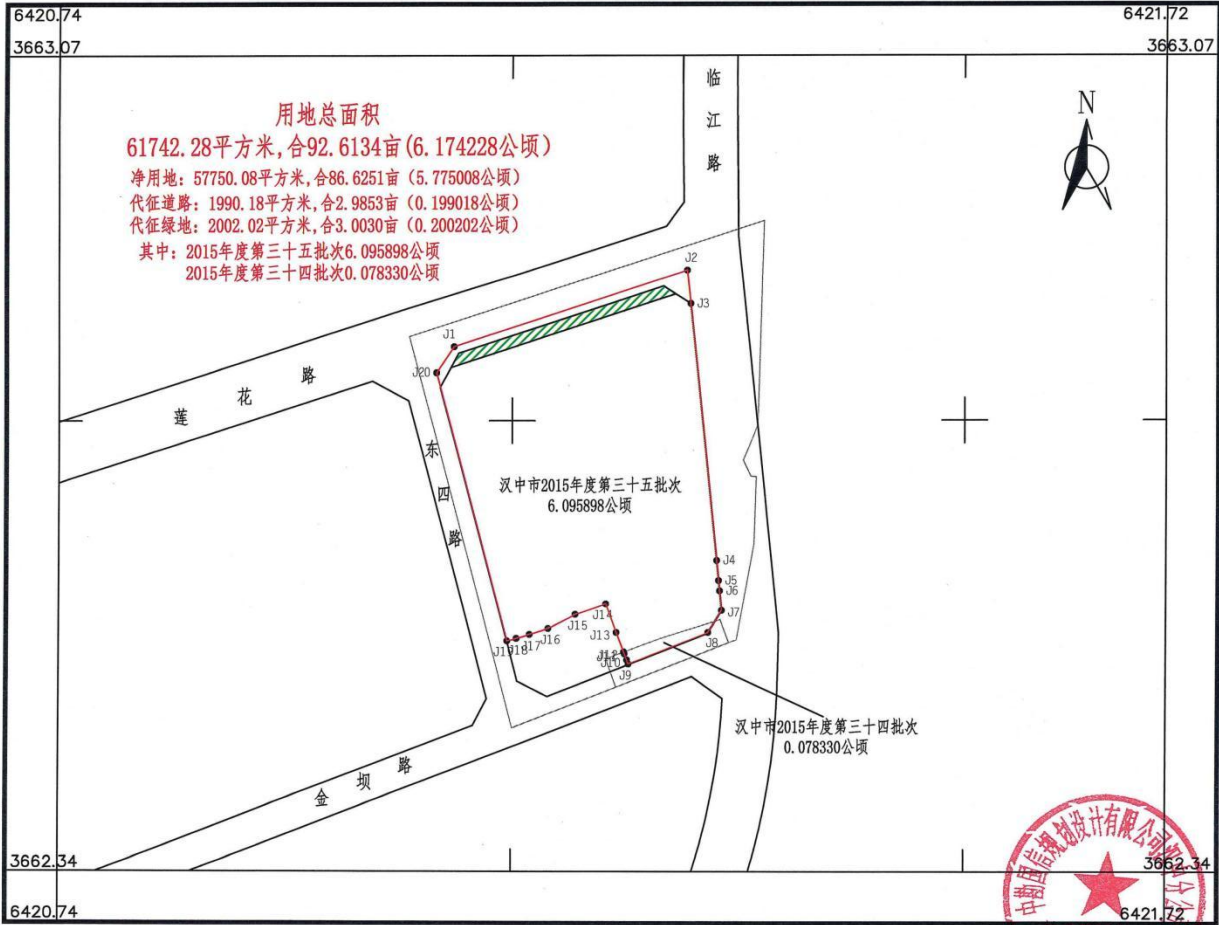 6420.74
6421.72
3663.07
3663.07
临江路
N
用地总面积
61742.28平方米,合92.6134亩(6.174228公顷)
净用地: 57750.08平方米,合86.6251亩 (5.775008公顷)
代征道路: 1990.18平方米,合2.9853亩 (0.199018公顷)
代征绿地: 2002.02平方米,合3.0030亩 (0.200202公顷)
其中: 2015年度第三十五批次6.095898公顷
2015年度第三十四批次0.078330公顷
J2
J3
J1
J20
莲花路
东四路
汉中市2015年度第三十五批次
6.095898公顷
J4
J5
J6
J7
J14
J15
J13
J16
J17
J18
J19
J8
J12
J10
J9
汉中市2015年度第三十四批次
0.078330公顷
金坝路
3662.34
3662.34
6420.74
6421.72